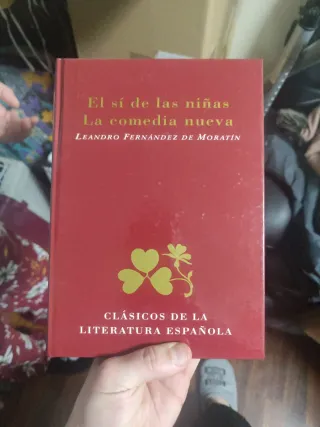 El sí de las niñas
La comedia nueva
Leandro Fernández de Moratín
CLÁSICOS DE LA
LITERATURA ESPAÑOLA